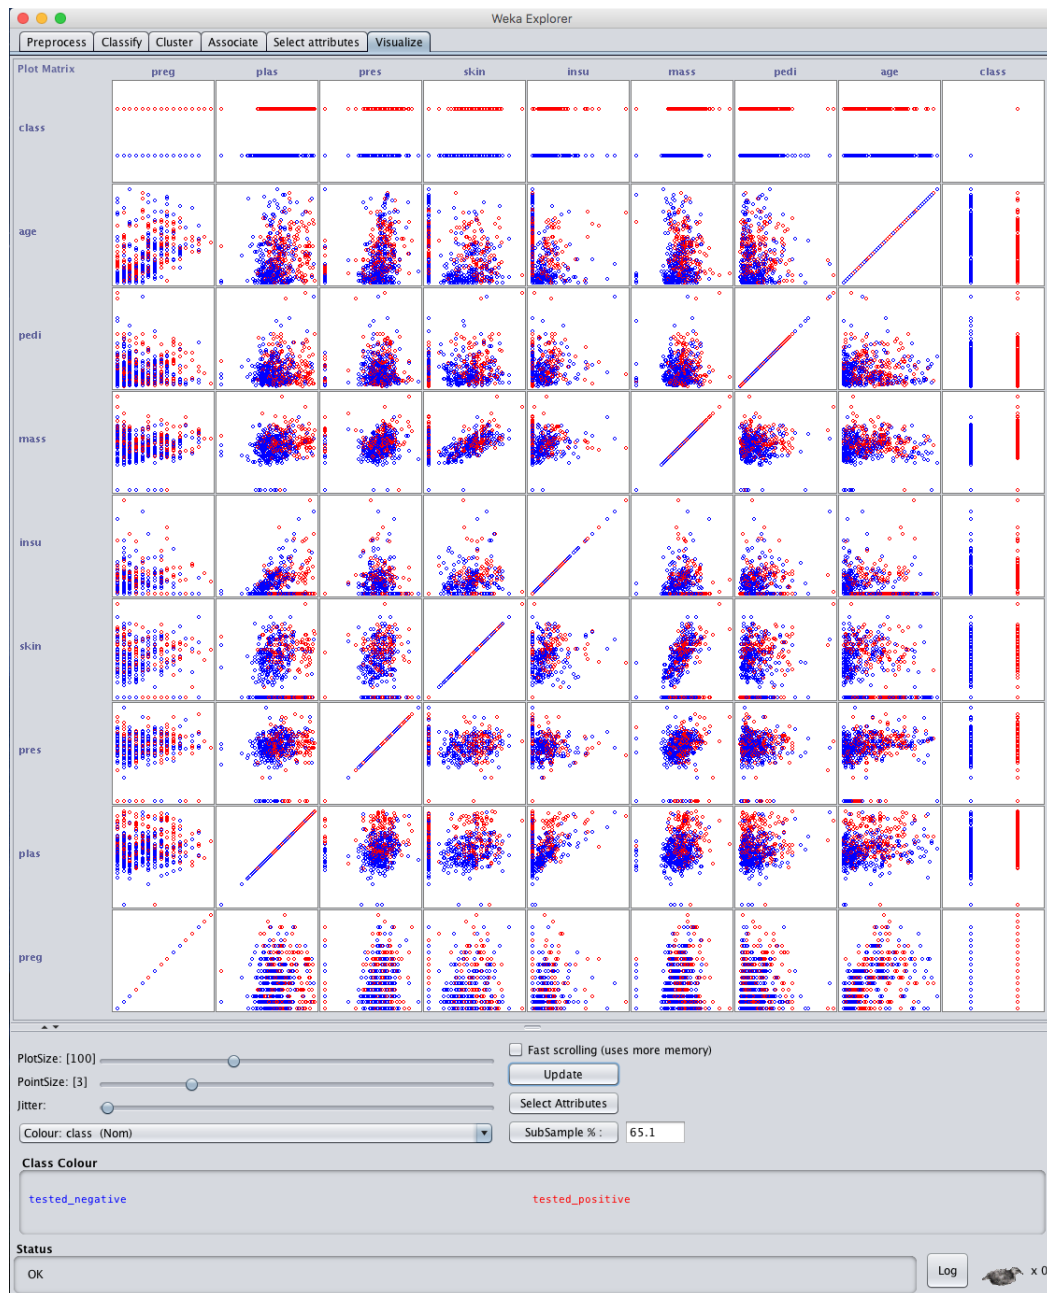 Weka Explorer
Preprocess Classify Cluster Associate Select attributes Visualize
Plot Matrix preg plas pres skin insu mass pedi age class
class
age
pedi
mass
insu
skin
pres
plas
preg
PlotSize: [100]
Fast scrolling (uses more memory)
PointSize: [3]
Update
Jitter:
Select Attributes
Colour: class (Nom)
SubSample % : 65.1
Class Colour
tested_negative tested_positive
Status
OK
Log
x 0